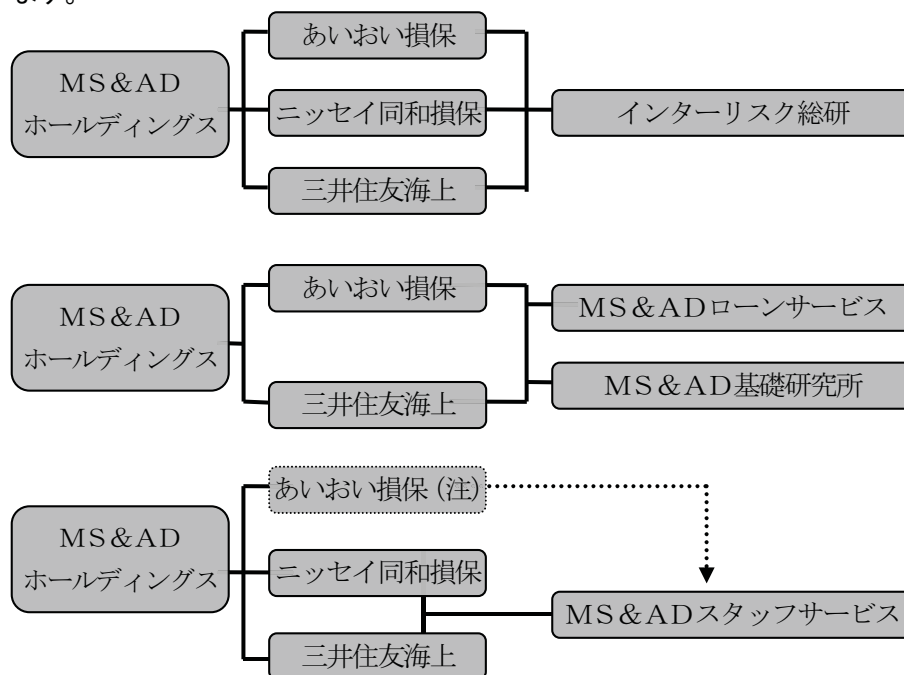 ます。
あいおい損保
MS&AD
ホールディングス
ニッセイ同和損保
インターリスク総研
三井住友海上
あいおい損保
MS&AD
ホールディングス
MS&ADローンサービス
MS&AD基礎研究所
三井住友海上
あいおい損保(注)
MS&AD
ホールディングス
ニッセイ同和損保
MS&ADスタッフサービス
三井住友海上